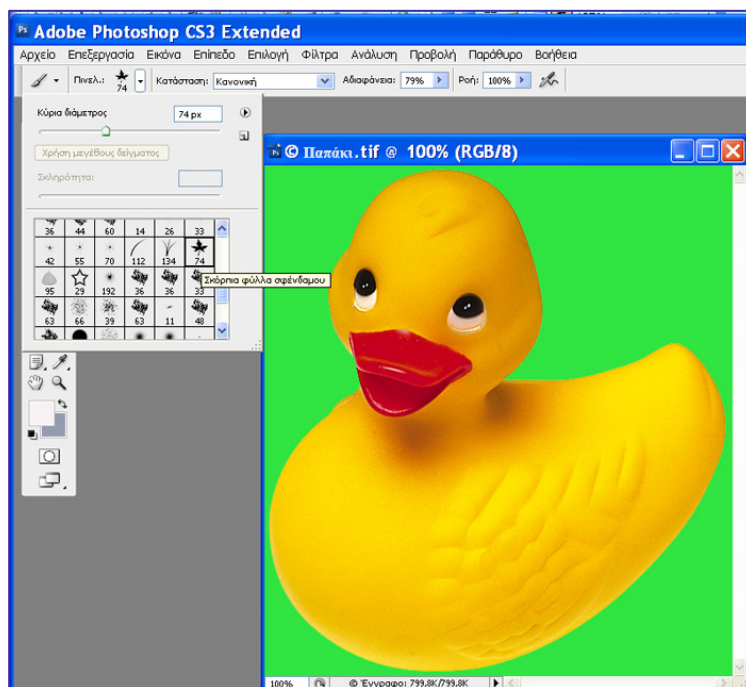 Ps Adobe Photoshop CS3 Extended
Αρχείο Επεξεργασία Εικόνα Επίπεδο Επιλογή Φίλτρα Ανάλυση Προβολή Παράθυρο Βοήθεια
Πινελ.: 74 Κατάσταση: Κανονική Αδιαφάνεια: 79% Ροή: 100%
Κύρια διάμετρος 74 px
Χρήση μεγέθους δείγματος
Σκληρότητα:
36 44 60 14 26 33
42 55 70 112 134 74
95 29 192 36 36 33
Σκόρπια φύλλα σφένδαμου
63 66 39 63 11 48
© Παπάκι.tif @ 100% (RGB/8)
100% © Έγγραφο: 799,8K/799,8K